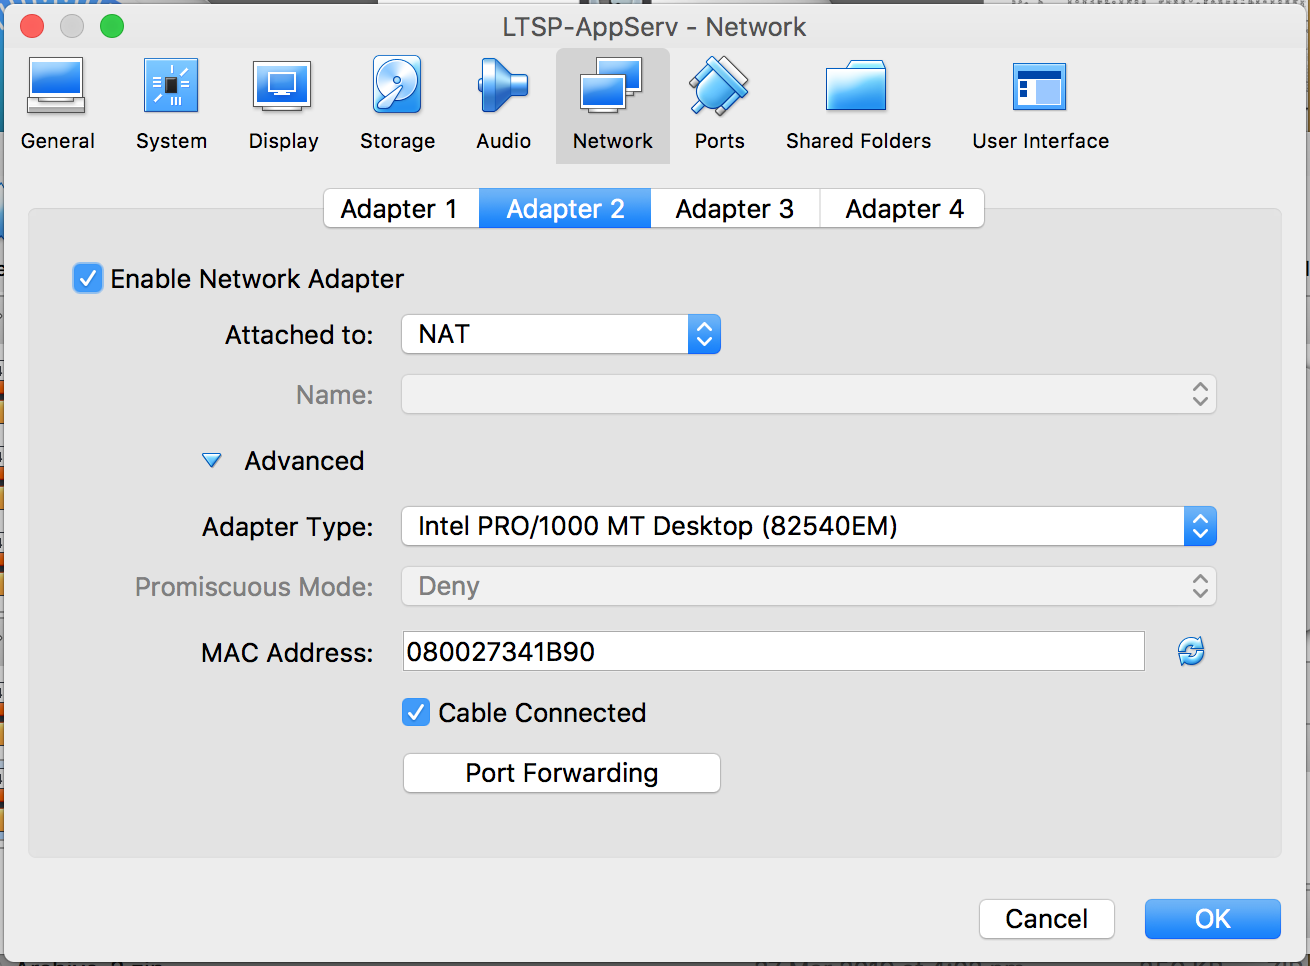 LTSP-AppServ - Network
General System Display Storage Audio Network Ports Shared Folders User Interface
Adapter 1 Adapter 2 Adapter 3 Adapter 4
Enable Network Adapter
Attached to: NAT
Name:
Advanced
Adapter Type: Intel PRO/1000 MT Desktop (82540EM)
Promiscuous Mode: Deny
MAC Address: 080027341B90
Cable Connected
Port Forwarding
Cancel OK